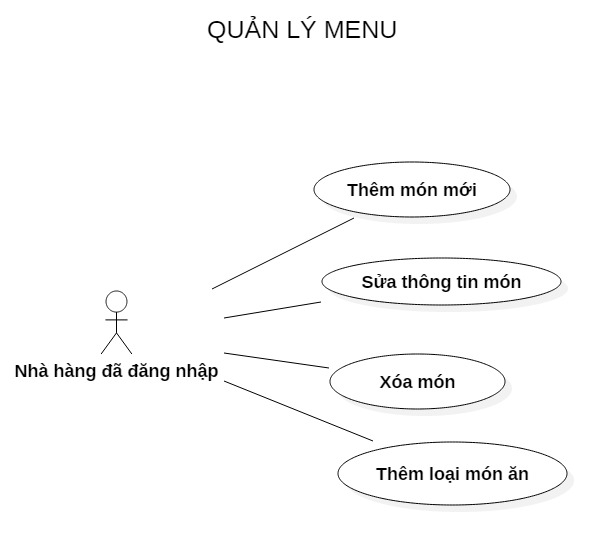 QUẢN LÝ MENU
Thêm món mới
Sửa thông tin món
Nhà hàng đã đăng nhập
Xóa món
Thêm loại món ăn